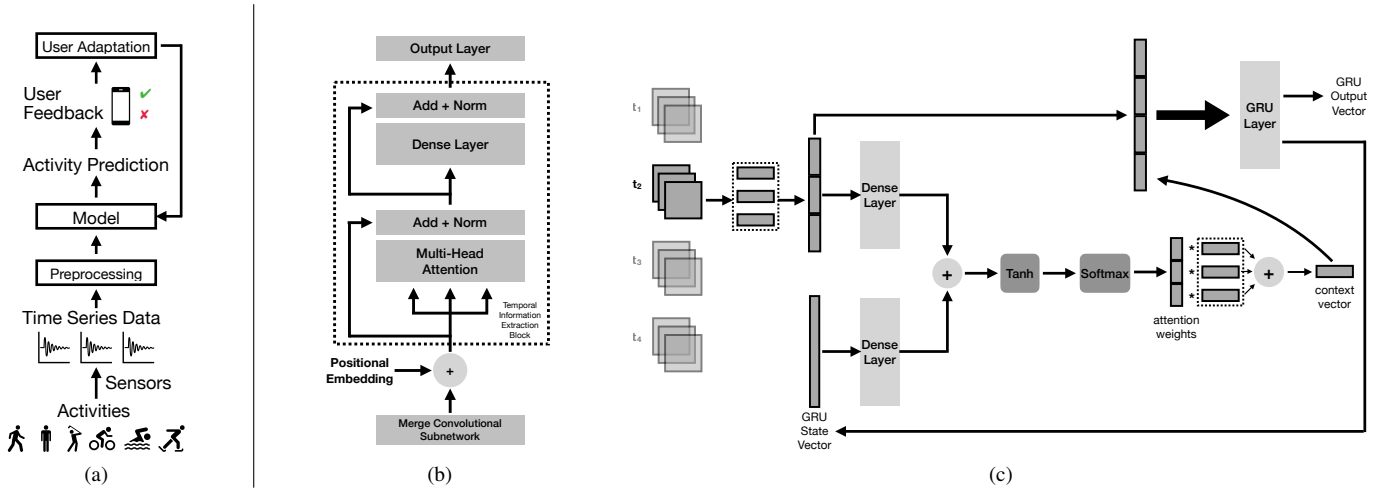 User Adaptation
User
Feedback
✔
✘
Activity Prediction
Model
Preprocessing
Time Series Data
Sensors
Activities
(a)
Output Layer
Add + Norm
Dense Layer
Add + Norm
Multi-Head
Attention
Temporal
Information
Extraction
Block
Positional
Embedding
+
Merge Convolutional
Subnetwork
(b)
t1
t2
t3
t4
Dense
Layer
Dense
Layer
GRU
State
Vector
+
Tanh
Softmax
attention
weights
*
*
*
+
context
vector
GRU
Layer
GRU
Output
Vector
(c)